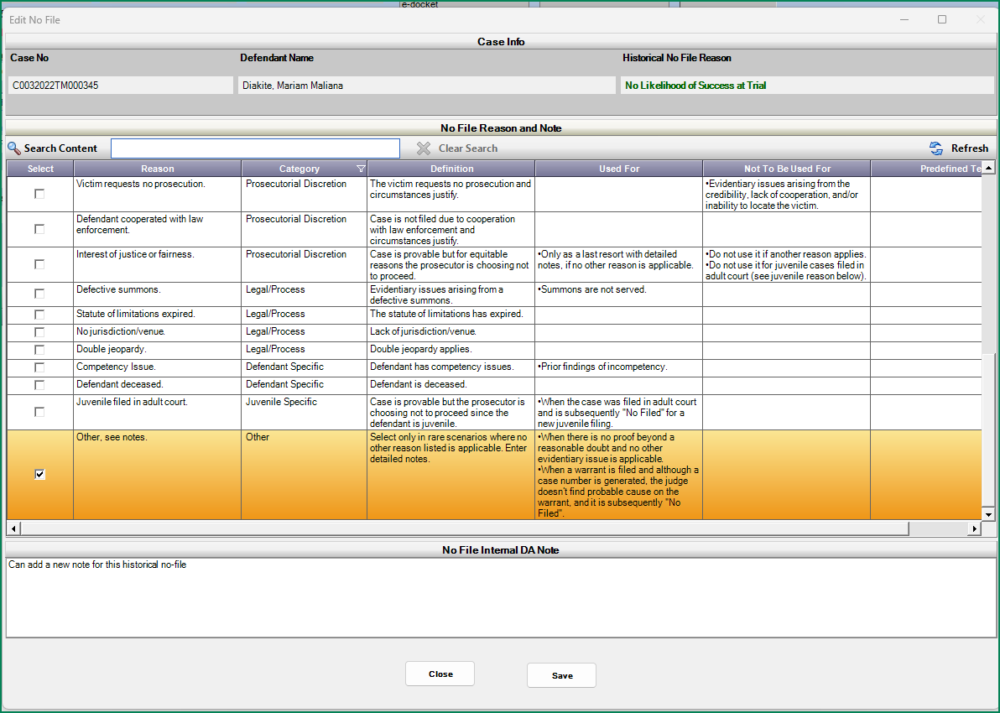 e-docket
Edit No File
Case Info
Case No Defendant Name Historical No File Reason
C0032022TM000345 Diakite, Mariam Maliana No Likelihood of Success at Trial
No File Reason and Note
Search Content Clear Search Refresh
Select Reason Category Definition Used For Not To Be Used For Predefined Te
Victim requests no prosecution. Prosecutorial Discretion The victim requests no prosecution and •Evidentiary issues arising from the
circumstances justify. credibility, lack of cooperation, and/or
inability to locate the victim.
Defendant cooperated with law Prosecutorial Discretion Case is not filed due to cooperation
enforcement. with law enforcement and
circumstances justify.
Interest of justice or fairness. Prosecutorial Discretion Case is provable but for equitable •Only as a last resort with detailed •Do not use it if another reason applies.
reasons the prosecutor is choosing not notes, if no other reason is applicable. •Do not use it for juvenile cases filed in
to proceed. adult court (see juvenile reason below).
Defective summons. Legal/Process Evidentiary issues arising from a •Summons are not served.
defective summons.
Statute of limitations expired. Legal/Process The statute of limitations has expired.
No jurisdiction/venue. Legal/Process Lack of jurisdiction/venue.
Double jeopardy. Legal/Process Double jeopardy applies.
Competency Issue. Defendant Specific Defendant has competency issues. •Prior findings of incompetency.
Defendant deceased. Defendant Specific Defendant is deceased.
Juvenile filed in adult court. Juvenile Specific Case is provable but the prosecutor is •When the case was filed in adult court
choosing not to proceed since the and is subsequently "No Filed" for a
defendant is juvenile. new juvenile filing.
Other, see notes. Other Select only in rare scenarios where no •When there is no proof beyond a
other reason listed is applicable. Enter reasonable doubt and no other
detailed notes. evidentiary issue is applicable.
•When a warrant is filed and although a
case number is generated, the judge
doesn't find probable cause on the
warrant, and it is subsequently "No
Filed".
No File Internal DA Note
Can add a new note for this historical no-file
Close Save